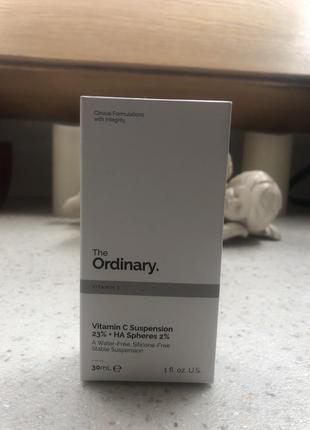 Clinical Formulations
with Integrity.
The
Ordinary.
VITAMIN C
Vitamin C Suspension
23% + HA Spheres 2%
A Water-Free, Silicone-Free
Stable Suspension
30mL ℮ 1 fl. oz. U.S.